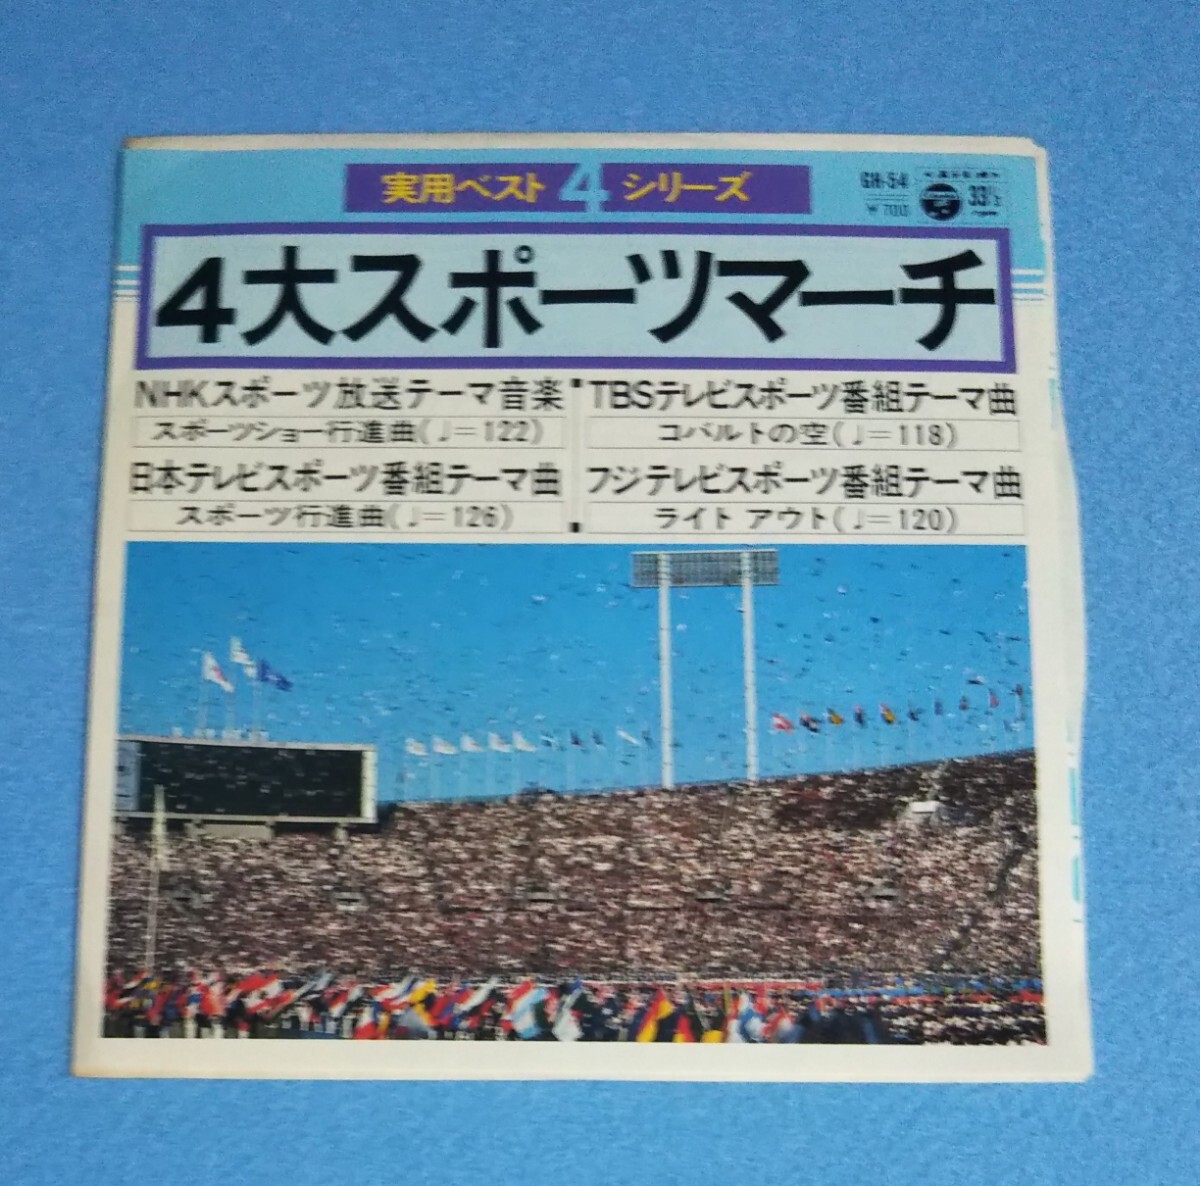 実用ベスト4シリーズ
GH-54
¥700
33⅓
4大スポーツマーチ
NHKスポーツ放送テーマ音楽
スポーツショー行進曲(♩=122)
TBSテレビスポーツ番組テーマ曲
コバルトの空(♩=118)
日本テレビスポーツ番組テーマ曲
スポーツ行進曲(♩=126)
フジテレビスポーツ番組テーマ曲
ライト アウト(♩=120)